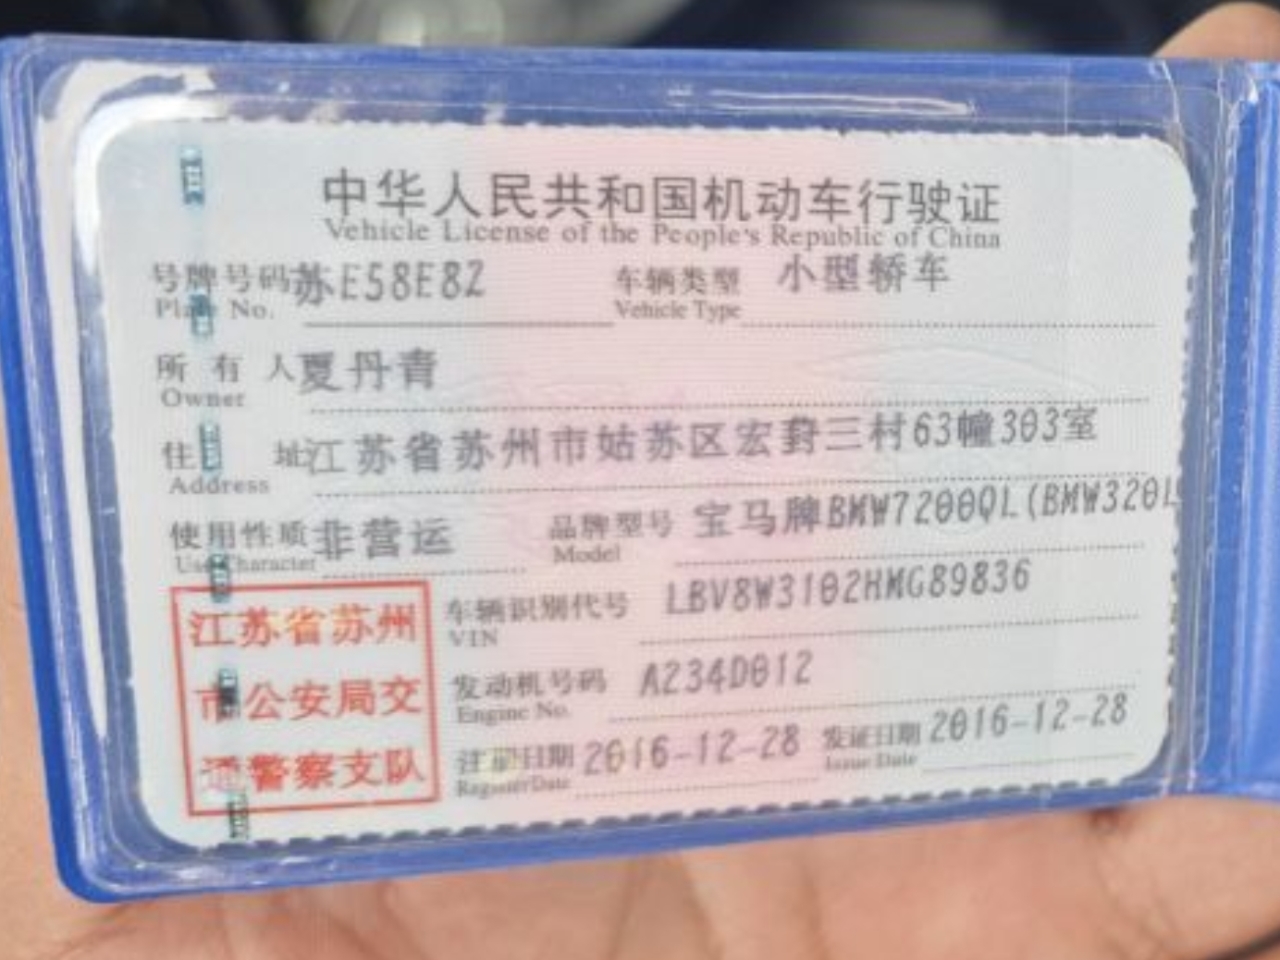 中华人民共和国机动车行驶证
Vehicle License of the People's Republic of China
号牌号码 苏E58E82 车辆类型 小型轿车
Plate No. Vehicle Type
所有人 夏丹青
Owner
住址 江苏省苏州市姑苏区宏葑三村63幢303室
Address
使用性质 非营运 品牌型号 宝马牌BMW7200QL(BMW320L
Use Character Model
江苏省苏州
市公安局交
通警察支队
车辆识别代号 LBV8W3102HMG89836
VIN
发动机号码 A234D012
Engine No.
注册日期 2016-12-28 发证日期 2016-12-28
Register Date Issue Date